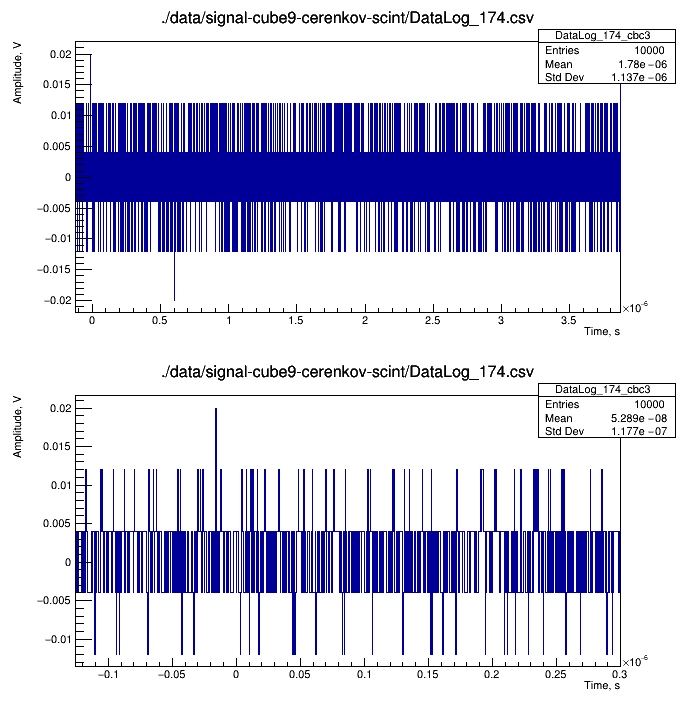 ./data/signal-cube9-cerenkov-scint/DataLog_174.csv
DataLog_174_cbc3
Entries 10000
Mean 1.78e-06
Std Dev 1.137e-06
Amplitude, V
0.02
0.015
0.01
0.005
0
−0.005
−0.01
−0.015
−0.02
0 0.5 1 1.5 2 2.5 3 3.5
×10-6
Time, s
./data/signal-cube9-cerenkov-scint/DataLog_174.csv
DataLog_174_cbc3
Entries 10000
Mean 5.289e-08
Std Dev 1.177e-07
Amplitude, V
0.02
0.015
0.01
0.005
0
−0.005
−0.01
−0.1 −0.05 0 0.05 0.1 0.15 0.2 0.25 0.3
×10-6
Time, s